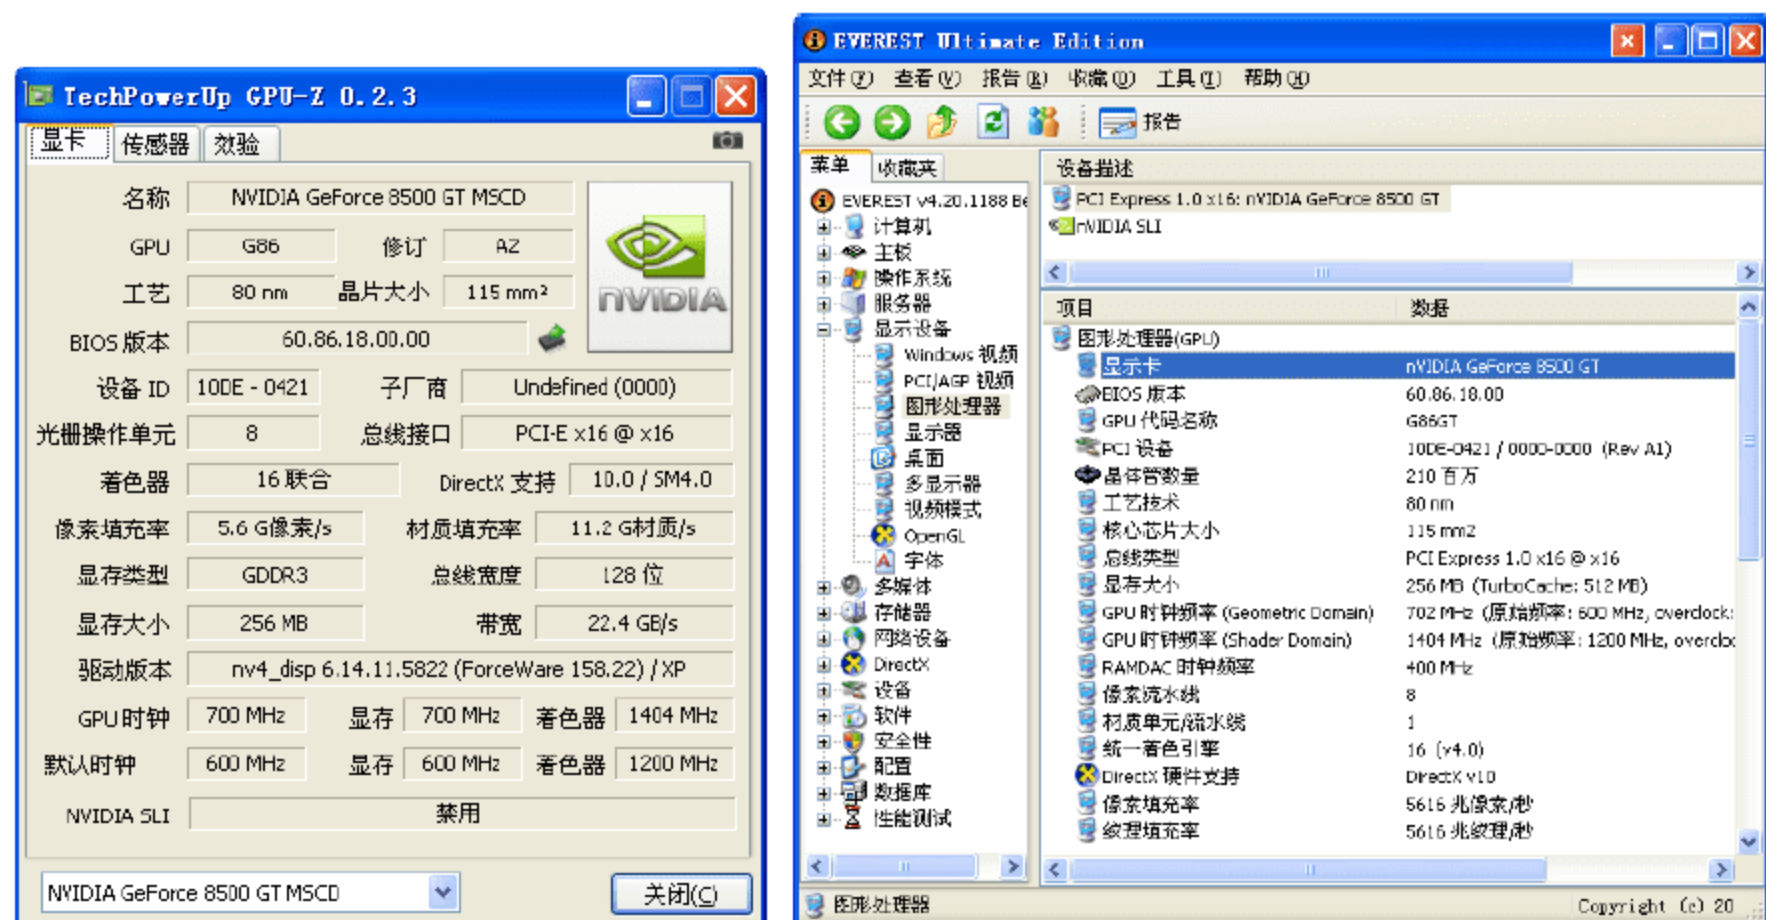 TechPowerUp GPU-Z 0.2.3
显卡 传感器 效验
名称 NVIDIA GeForce 8500 GT MSCD
GPU G86 修订 A2
工艺 80 nm 晶片大小 115 mm²
BIOS 版本 60.86.18.00.00
nVIDIA
设备 ID 10DE - 0421 子厂商 Undefined (0000)
光栅操作单元 8 总线接口 PCI-E x16 @ x16
着色器 16 联合 DirectX 支持 10.0 / SM4.0
像素填充率 5.6 G像素/s 材质填充率 11.2 G材质/s
显存类型 GDDR3 总线宽度 128 位
显存大小 256 MB 带宽 22.4 GB/s
驱动版本 nv4_disp 6.14.11.5822 (ForceWare 158.22) / XP
GPU 时钟 700 MHz 显存 700 MHz 着色器 1404 MHz
默认时钟 600 MHz 显存 600 MHz 着色器 1200 MHz
NVIDIA SLI 禁用
NVIDIA GeForce 8500 GT MSCD 关闭(C)
EVEREST Ultimate Edition
文件(F) 查看(V) 报告(R) 收藏(O) 工具(T) 帮助(H)
报告
菜单 收藏夹
EVEREST v4.20.1188 Be
计算机
主板
操作系统
服务器
显示设备
Windows 视频
PCI/AGP 视频
图形处理器
显示器
桌面
多显示器
视频模式
OpenGL
字体
多媒体
存储器
网络设备
DirectX
设备
软件
安全性
配置
数据库
性能测试
设备描述
PCI Express 1.0 x16: nVIDIA GeForce 8500 GT
nVIDIA SLI
项目 数据
图形处理器(GPU)
显示卡 nVIDIA GeForce 8500 GT
BIOS 版本 60.86.18.00
GPU 代码名称 G86GT
PCI 设备 10DE-0421 / 0000-0000 (Rev A1)
晶体管数量 210 百万
工艺技术 80 nm
核心芯片大小 115 mm2
总线类型 PCI Express 1.0 x16 @ x16
显存大小 256 MB (TurboCache: 512 MB)
GPU 时钟频率 (Geometric Domain) 702 MHz (原始频率: 600 MHz, overclock:
GPU 时钟频率 (Shader Domain) 1404 MHz (原始频率: 1200 MHz, overcloc
RAMDAC 时钟频率 400 MHz
像素流水线 8
材质单元/流水线 1
统一着色引擎 16 (v4.0)
DirectX 硬件支持 DirectX v10
像素填充率 5616 兆像素/秒
纹理填充率 5616 兆纹理/秒
图形处理器 Copyright (c) 20